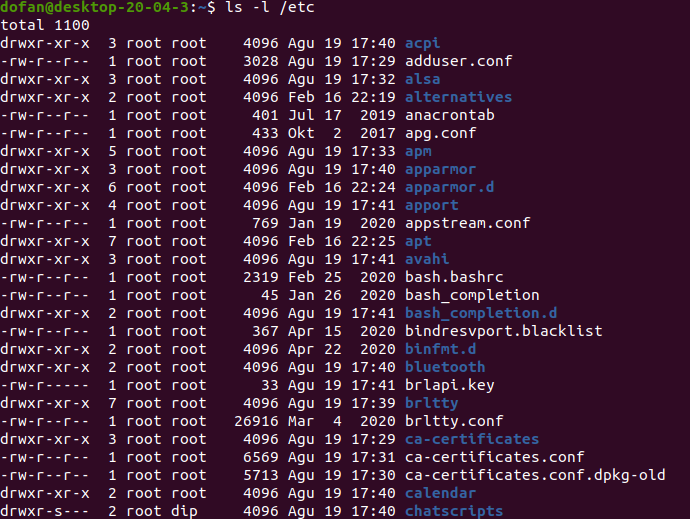 dofan@desktop-20-04-3:~$ ls -l /etc
total 1100
drwxr-xr-x  3 root root    4096 Agu 19 17:40 acpi
-rw-r--r--  1 root root    3028 Agu 19 17:29 adduser.conf
drwxr-xr-x  3 root root    4096 Agu 19 17:32 alsa
drwxr-xr-x  2 root root    4096 Feb 16 22:19 alternatives
-rw-r--r--  1 root root     401 Jul 17  2019 anacrontab
-rw-r--r--  1 root root     433 Okt  2  2017 apg.conf
drwxr-xr-x  5 root root    4096 Agu 19 17:33 apm
drwxr-xr-x  3 root root    4096 Agu 19 17:40 apparmor
drwxr-xr-x  6 root root    4096 Feb 16 22:24 apparmor.d
drwxr-xr-x  4 root root    4096 Agu 19 17:41 apport
-rw-r--r--  1 root root     769 Jan 19  2020 appstream.conf
drwxr-xr-x  7 root root    4096 Feb 16 22:25 apt
drwxr-xr-x  3 root root    4096 Agu 19 17:41 avahi
-rw-r--r--  1 root root    2319 Feb 25  2020 bash.bashrc
-rw-r--r--  1 root root      45 Jan 26  2020 bash_completion
drwxr-xr-x  2 root root    4096 Agu 19 17:41 bash_completion.d
-rw-r--r--  1 root root     367 Apr 15  2020 bindresvport.blacklist
drwxr-xr-x  2 root root    4096 Apr 22  2020 binfmt.d
drwxr-xr-x  2 root root    4096 Agu 19 17:40 bluetooth
-rw-r-----  1 root root      33 Agu 19 17:41 brlapi.key
drwxr-xr-x  7 root root    4096 Agu 19 17:39 brltty
-rw-r--r--  1 root root   26916 Mar  4  2020 brltty.conf
drwxr-xr-x  3 root root    4096 Agu 19 17:29 ca-certificates
-rw-r--r--  1 root root    6569 Agu 19 17:31 ca-certificates.conf
-rw-r--r--  1 root root    5713 Agu 19 17:30 ca-certificates.conf.dpkg-old
drwxr-xr-x  2 root root    4096 Agu 19 17:40 calendar
drwxr-s---  2 root dip     4096 Agu 19 17:40 chatscripts